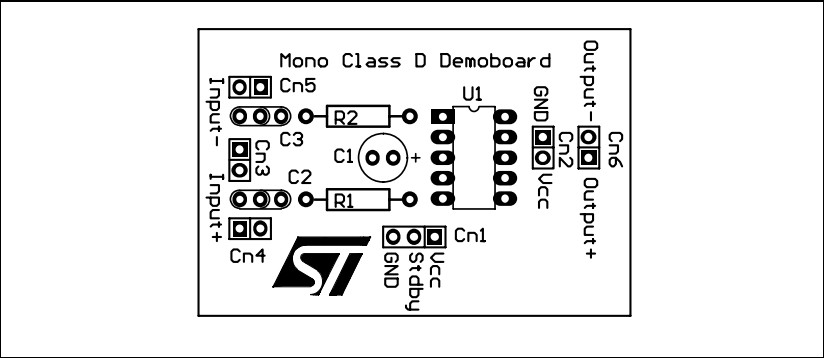 Mono Class D Demoboard
Input-
Cn5
C3
R2
C1
+
U1
GND
Cn2
Vcc
Output-
Cn6
Output+
Cn3
C2
Input+
R1
Cn4
ST
Cn1
GND
Stdby
Vcc